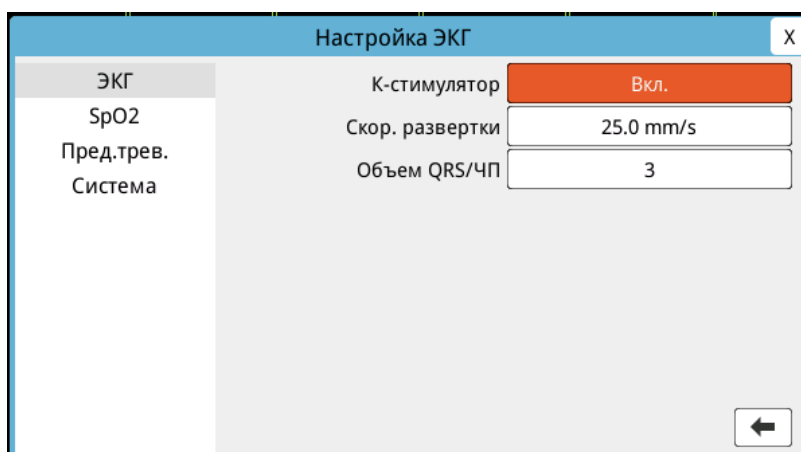 Настройка ЭКГ X
ЭКГ
SpO2
Пред.трев.
Система
К-стимулятор Вкл.
Скор. развертки 25.0 mm/s
Объем QRS/ЧП 3